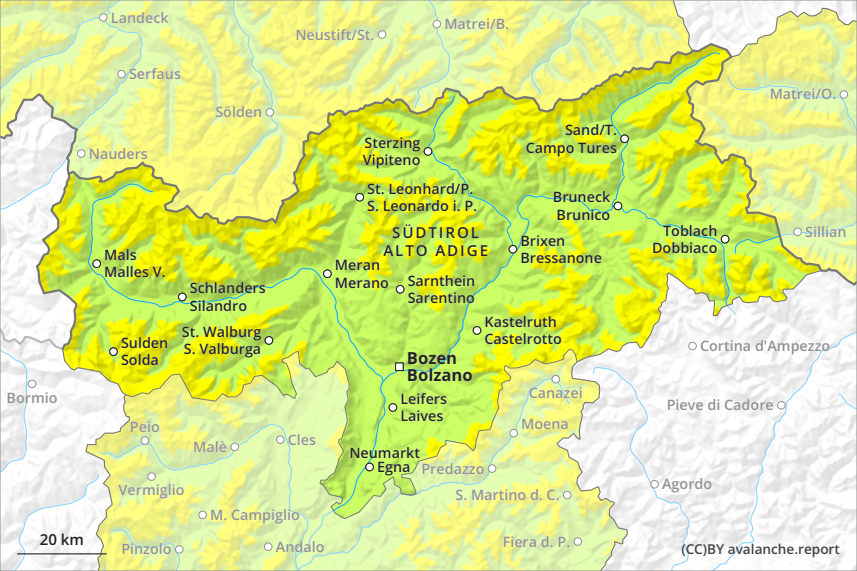 Landeck
Matrei/B.
Neustift/St.
Serfaus
Matrei/O.
Sölden
Sand/T.
Campo Tures
Sterzing
Vipiteno
Nauders
St. Leonhard/P.
S. Leonardo i. P.
Bruneck
Brunico
SÜDTIROL
ALTO ADIGE
Toblach
Dobbiaco
Sillian
Brixen
Bressanone
Mals
Malles V.
Meran
Merano
Sarnthein
Sarentino
Schlanders
Silandro
Kastelruth
Castelrotto
St. Walburg
S. Valburga
Sulden
Solda
Cortina d'Ampezzo
Bozen
Bolzano
Bormio
Canazei
Leifers
Laives
Pieve di Cadore
Peio
Moena
Malè
Cles
Neumarkt
Egna
Predazzo
Vermiglio
Agordo
S. Martino d. C.
M. Campiglio
20 km
Pinzolo
Andalo
Fiera d. P.
(CC)BY avalanche.report